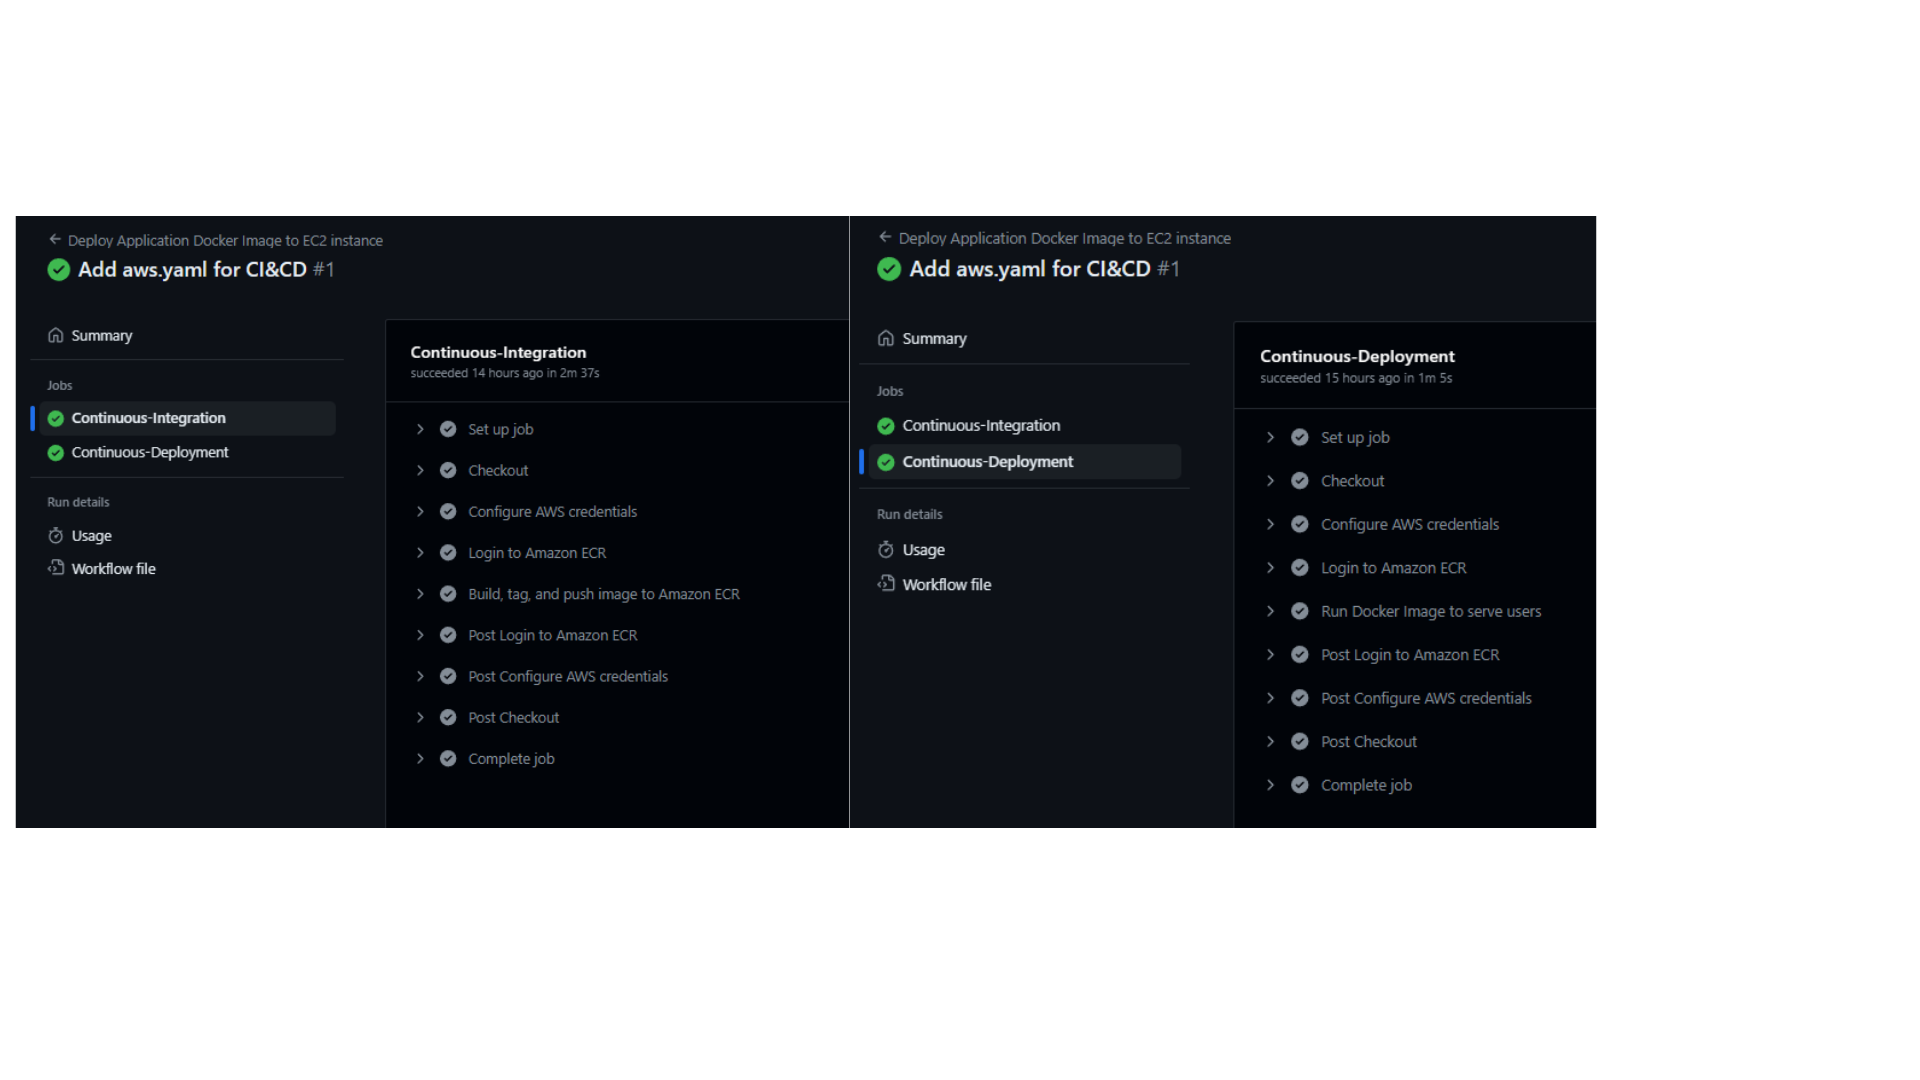 Deploy Application Docker Image to EC2 instance
Add aws.yaml for CI&CD #1
Summary
Jobs
Continuous-Integration
Continuous-Deployment
Run details
Usage
Workflow file
Continuous-Integration
succeeded 14 hours ago in 2m 37s
Set up job
Checkout
Configure AWS credentials
Login to Amazon ECR
Build, tag, and push image to Amazon ECR
Post Login to Amazon ECR
Post Configure AWS credentials
Post Checkout
Complete job
Deploy Application Docker Image to EC2 instance
Add aws.yaml for CI&CD #1
Summary
Jobs
Continuous-Integration
Continuous-Deployment
Run details
Usage
Workflow file
Continuous-Deployment
succeeded 15 hours ago in 1m 5s
Set up job
Checkout
Configure AWS credentials
Login to Amazon ECR
Run Docker Image to serve users
Post Login to Amazon ECR
Post Configure AWS credentials
Post Checkout
Complete job